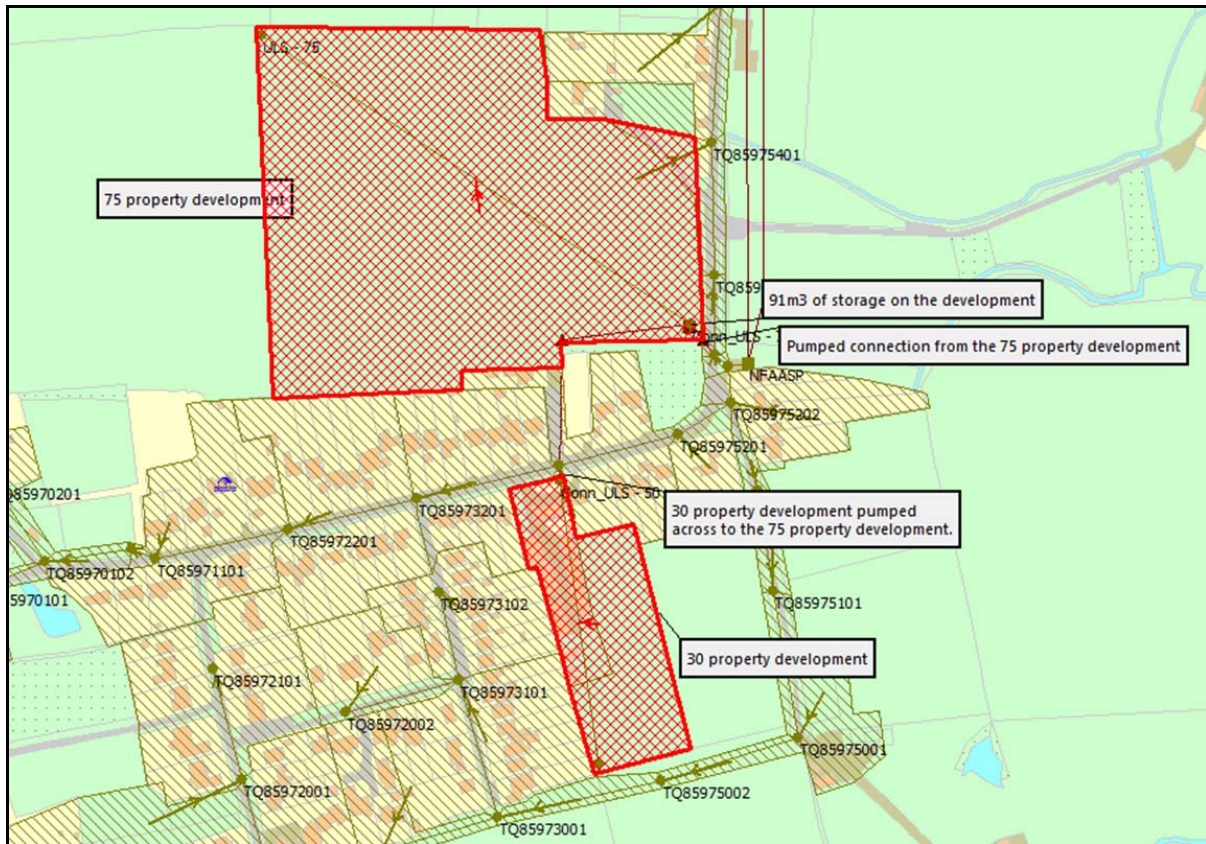 ULS - 75
TQ85975401
75 property development
TQ859
91m3 of storage on the development
Conn_ULS -
Pumped connection from the 75 property development
NFAASP
TQ85975202
TQ85975201
85970201
Conn_ULS - 50
30 property development pumped
across to the 75 property development.
TQ85973201
TQ85972201
TQ85970102
TQ85971101
5970101
TQ85973102
TQ85975101
30 property development
TQ85972101
TQ85973101
TQ85972002
TQ85975001
TQ85972001
TQ85975002
TQ85973001